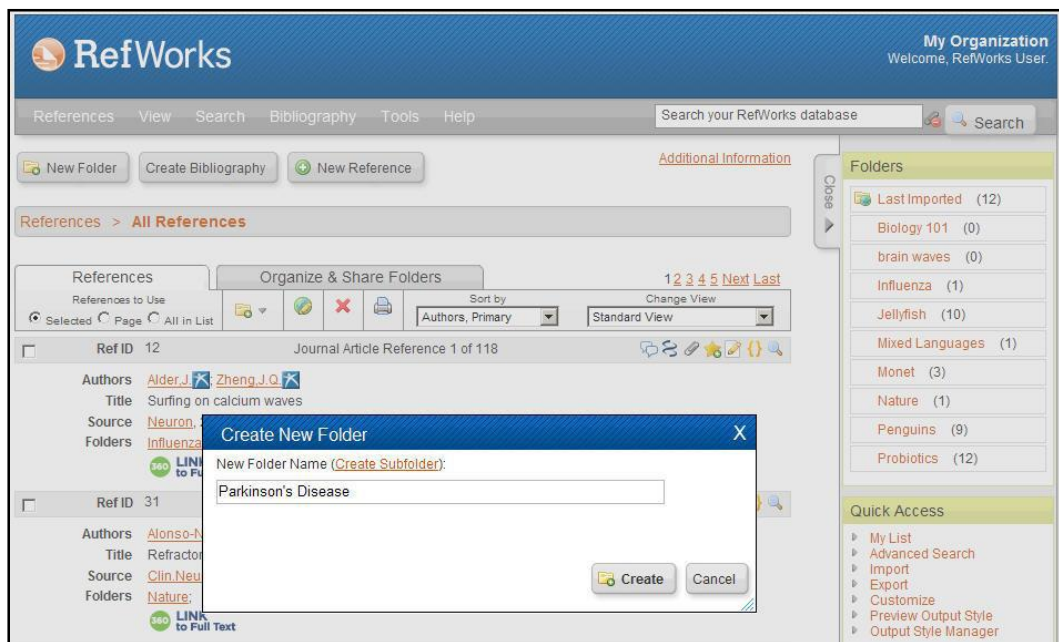 RefWorks
My Organization
Welcome, RefWorks User.
References View Search Bibliography Tools Help
Search your RefWorks database
Search
New Folder
Create Bibliography
New Reference
Additional Information
Close
References > All References
References
Organize & Share Folders
1 2 3 4 5 Next Last
References to Use
Selected Page All in List
Sort by
Authors, Primary
Change View
Standard View
Ref ID 12
Journal Article Reference 1 of 118
Authors Alder,J.; Zheng,J.Q.
Title Surfing on calcium waves
Source Neuron,
Folders Influenza
360 LINK
to Fu
Create New Folder X
New Folder Name (Create Subfolder):
Parkinson's Disease
Create
Cancel
Ref ID 31
Authors Alonso-N
Title Refractor
Source Clin.Neu
Folders Nature;
360 LINK
to Full Text
Folders
Last Imported (12)
Biology 101 (0)
brain waves (0)
Influenza (1)
Jellyfish (10)
Mixed Languages (1)
Monet (3)
Nature (1)
Penguins (9)
Probiotics (12)
Quick Access
My List
Advanced Search
Import
Export
Customize
Preview Output Style
Output Style Manager